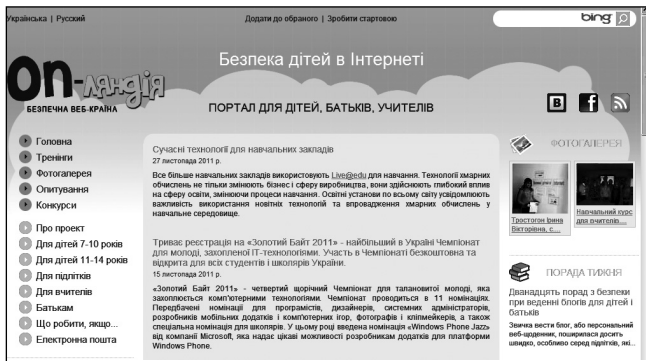 Українська | Русский
Додати до обраного | Зробити стартовою
bing
Безпека дітей в Інтернеті
On-ляндія
БЕЗПЕЧНА ВЕБ-КРАЇНА
ПОРТАЛ ДЛЯ ДІТЕЙ, БАТЬКІВ, УЧИТЕЛІВ
B f
Головна
Тренінги
Фотогалерея
Опитування
Конкурси
Про проект
Для дітей 7-10 років
Для дітей 11-14 років
Для підлітків
Для вчителів
Батькам
Що робити, якщо...
Електронна пошта
Сучасні технології для навчальних закладів
27 листопада 2011 р.
Все більше навчальних закладів використовують Live@edu для навчання. Технології хмарних
обчислень не тільки змінюють бізнес і сферу виробництва, вони здійснюють глибокий вплив
на сферу освіти, змінюючи процеси навчання. Освітні установи по всьому світу усвідомлюють
важливість використання новітніх технологій та впровадження хмарних обчислень у
навчальне середовище.
Триває реєстрація на «Золотий Байт 2011» - найбільший в Україні Чемпіонат
для молоді, захопленої ІТ-технологіями. Участь в Чемпіонаті безкоштовна та
відкрита для всіх студентів і школярів України.
15 листопада 2011 р.
«Золотий Байт 2011» - четвертий щорічний Чемпіонат для талановитої молоді, яка
захоплюється комп'ютерними технологіями. Чемпіонат проводиться в 11 номінаціях.
Передбачені номінації для програмістів, дизайнерів, системних адміністраторів,
розробників мобільних додатків і комп'ютерних ігор, фотографів і кліпмейкерів, а також
спеціальна номінація для школярів. У цьому році введена номінація «Windows Phone Jazz»
від компанії Microsoft, яка надає цікаві можливості розробникам додатків для платформи
Windows Phone.
ФОТОГАЛЕРЕЯ
Тростогон Ірина
Вікторівна, с....
Навчальний курс
для вчителів....
ПОРАДА ТИЖНЯ
Дванадцять порад з безпеки
при веденні блогів для дітей і
батьків
Звичка вести блог, або персональний
веб-щоденник, поширилася досить
швидко, особливо серед підлітків, які...